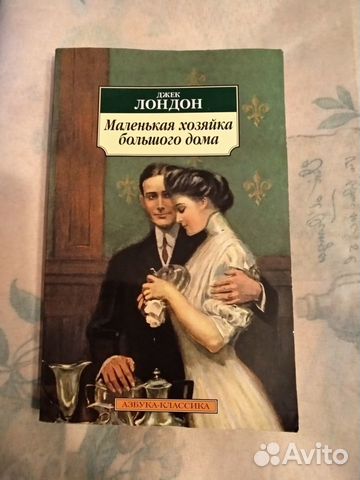 ДЖЕК
ЛОНДОН
Маленькая хозяйка
большого дома
АЗБУКА-КЛАССИКА
Avito